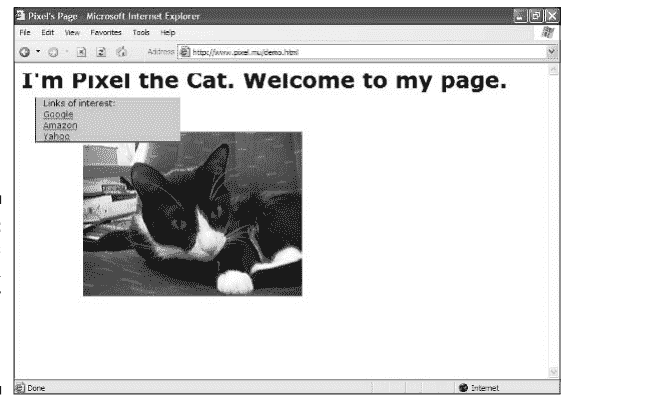 Pixel's Page - Microsoft Internet Explorer
File Edit View Favorites Tools Help
Address http://www.pixel.mu/demo.html
I'm Pixel the Cat. Welcome to my page.
Links of interest:
Google
Amazon
Yahoo
Done Internet